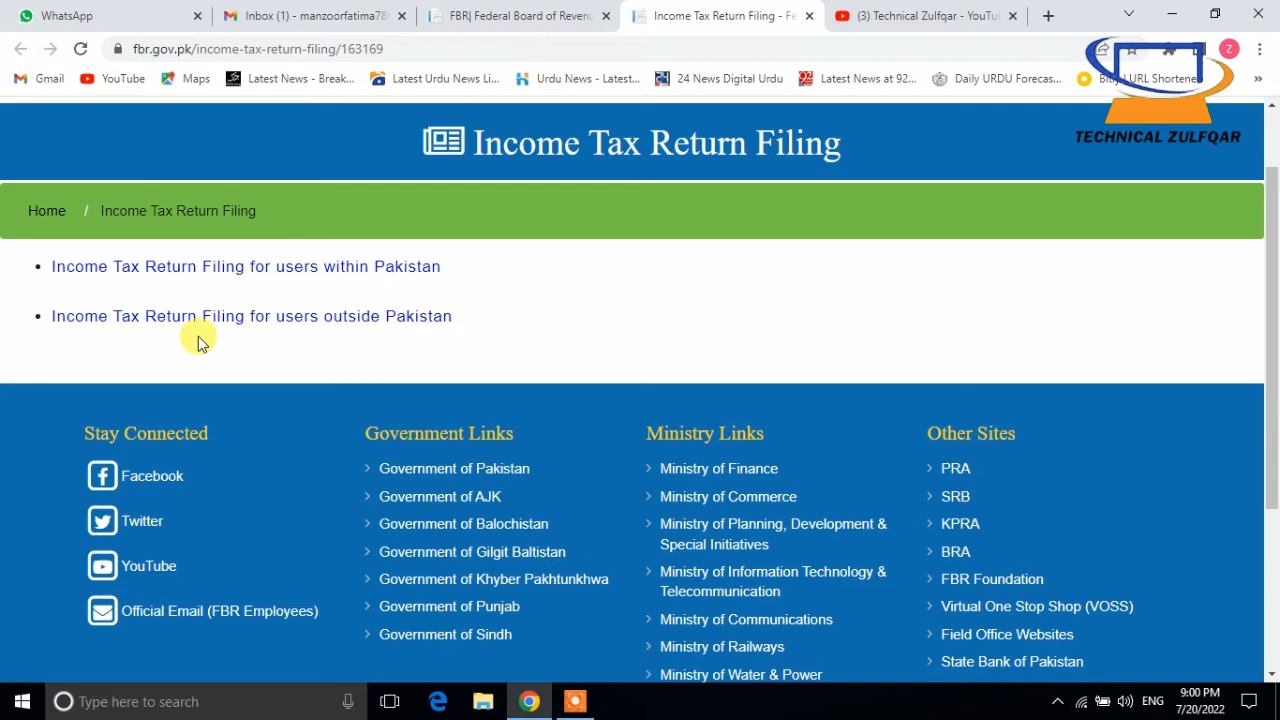 WhatsApp
Inbox (1) - manzoorfatima78
FBR| Federal Board of Revenu
Income Tax Return Filing - Fe
(3) Technical Zulfqar - YouTu
fbr.gov.pk/income-tax-return-filing/163169
Z
Gmail
YouTube
Maps
Latest News - Break...
Latest Urdu News Li...
Urdu News - Latest...
24 News Digital Urdu
Latest News at 92...
Daily URDU Forecas...
URL Shortene
»
TECHNICAL ZULFQAR
Income Tax Return Filing
Home / Income Tax Return Filing
• Income Tax Return Filing for users within Pakistan
• Income Tax Return Filing for users outside Pakistan
Stay Connected
Facebook
Twitter
YouTube
Official Email (FBR Employees)
Government Links
Government of Pakistan
Government of AJK
Government of Balochistan
Government of Gilgit Baltistan
Government of Khyber Pakhtunkhwa
Government of Punjab
Government of Sindh
Ministry Links
Ministry of Finance
Ministry of Commerce
Ministry of Planning, Development &
Special Initiatives
Ministry of Information Technology &
Telecommunication
Ministry of Communications
Ministry of Railways
Ministry of Water & Power
Other Sites
PRA
SRB
KPRA
BRA
FBR Foundation
Virtual One Stop Shop (VOSS)
Field Office Websites
State Bank of Pakistan
Type here to search
ENG
9:00 PM
7/20/2022